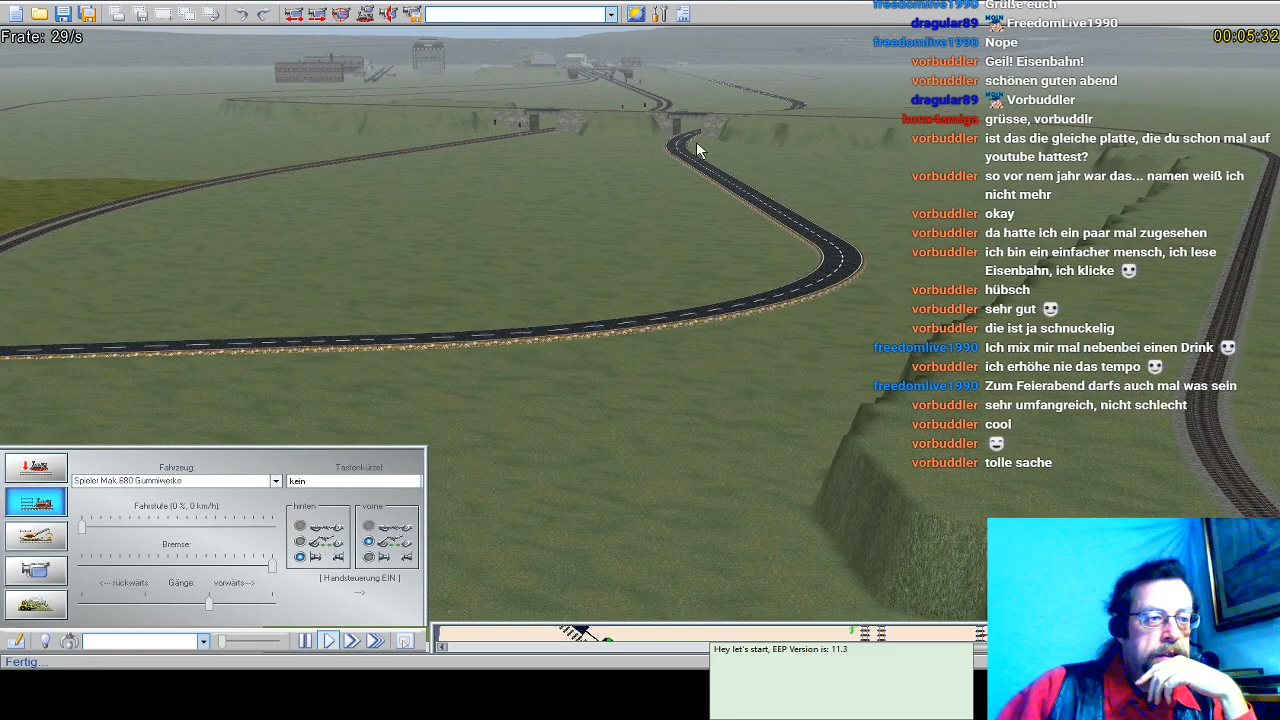 Frate: 29/s
00:05:32
freedomlive1990 Grüße euch
dragular89 FreedomLive1990
freedomlive1990 Nope
vorbuddler Geil! Eisenbahn!
vorbuddler schönen guten abend
dragular89 Vorbuddler
hcnx4amiga grüsse, vorbuddlr
vorbuddler ist das die gleiche platte, die du schon mal auf
youtube hattest?
vorbuddler so vor nem jahr war das... namen weiß ich
nicht mehr
vorbuddler okay
vorbuddler da hatte ich ein paar mal zugesehen
vorbuddler ich bin ein einfacher mensch, ich lese
Eisenbahn, ich klicke
vorbuddler hübsch
vorbuddler sehr gut
vorbuddler die ist ja schnuckelig
freedomlive1990 Ich mix mir mal nebenbei einen Drink
vorbuddler ich erhöhe nie das tempo
freedomlive1990 Zum Feierabend darfs auch mal was sein
vorbuddler sehr umfangreich, nicht schlecht
vorbuddler cool
vorbuddler
vorbuddler tolle sache
Fahrzeug: Tastenkürzel:
Spieler Mak 680 Gummiwerke kein
Fahrstufe (0 %, 0 km/h): hinten vorne
Bremse:
<--- rückwärts Gänge: vorwärts--->
[ Handsteuerung EIN ]
--->
Fertig...
Hey let's start, EEP Version is: 11.3